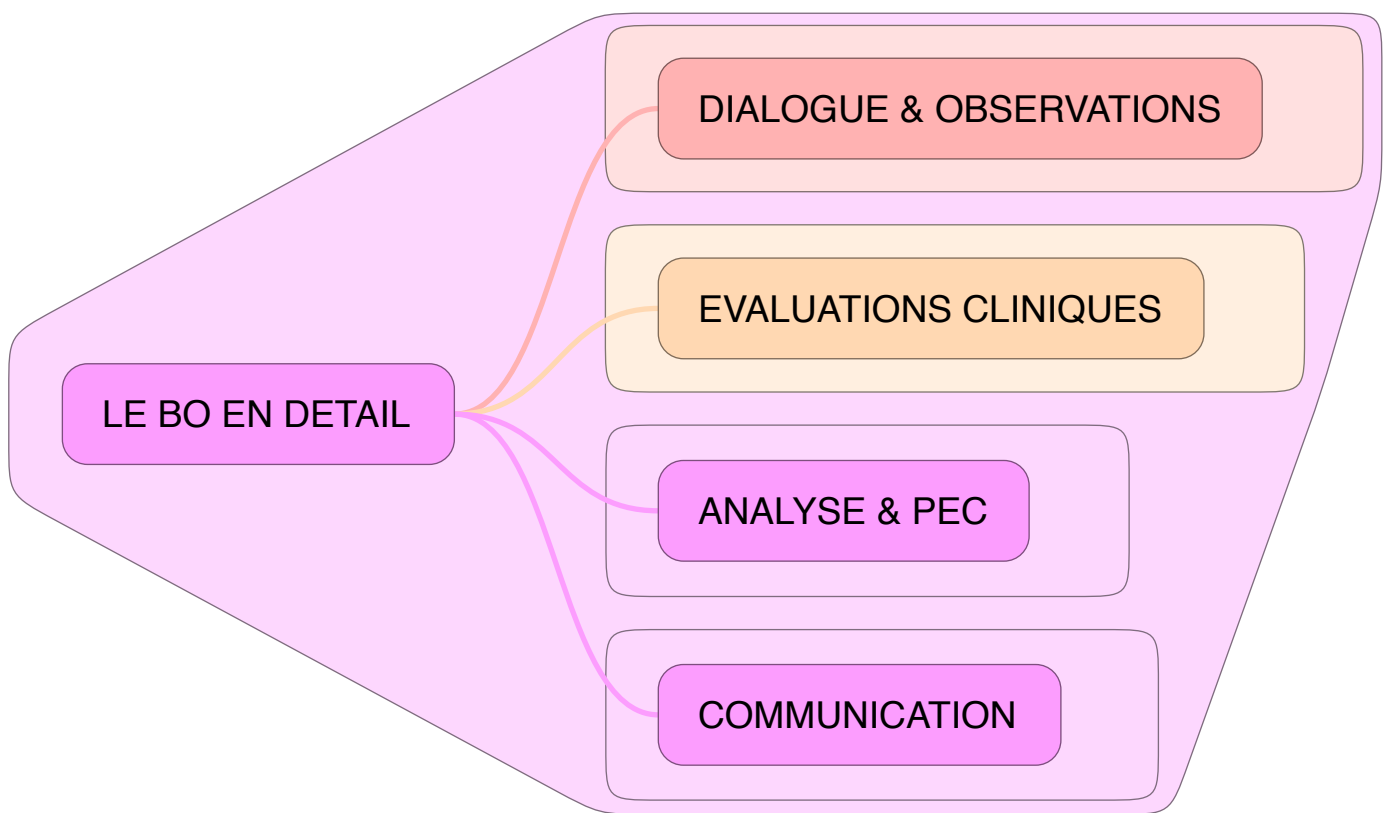 DIALOGUE & OBSERVATIONS
EVALUATIONS CLINIQUES
LE BO EN DETAIL
ANALYSE & PEC
COMMUNICATION